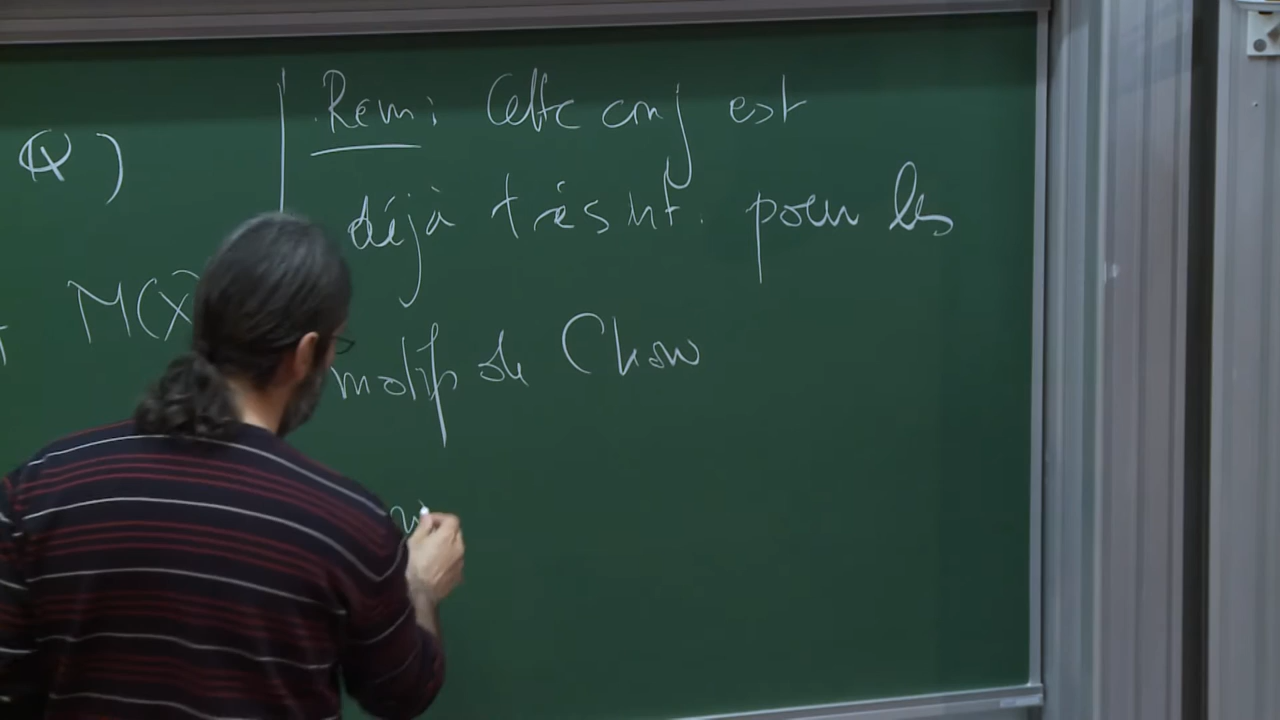 Rem: Cette conj est
Q)
déjà très int. pour les
M(X)
motifs de Chow